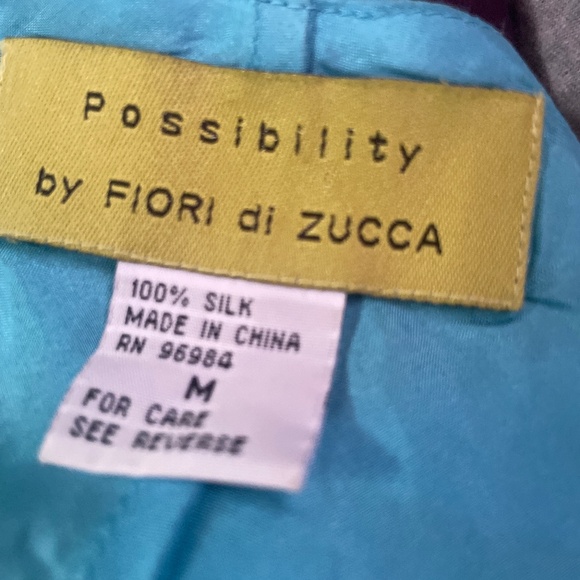 Possibility
by FIORI di ZUCCA
100% SILK
MADE IN CHINA
RN 96984
M
FOR CARE
SEE REVERSE